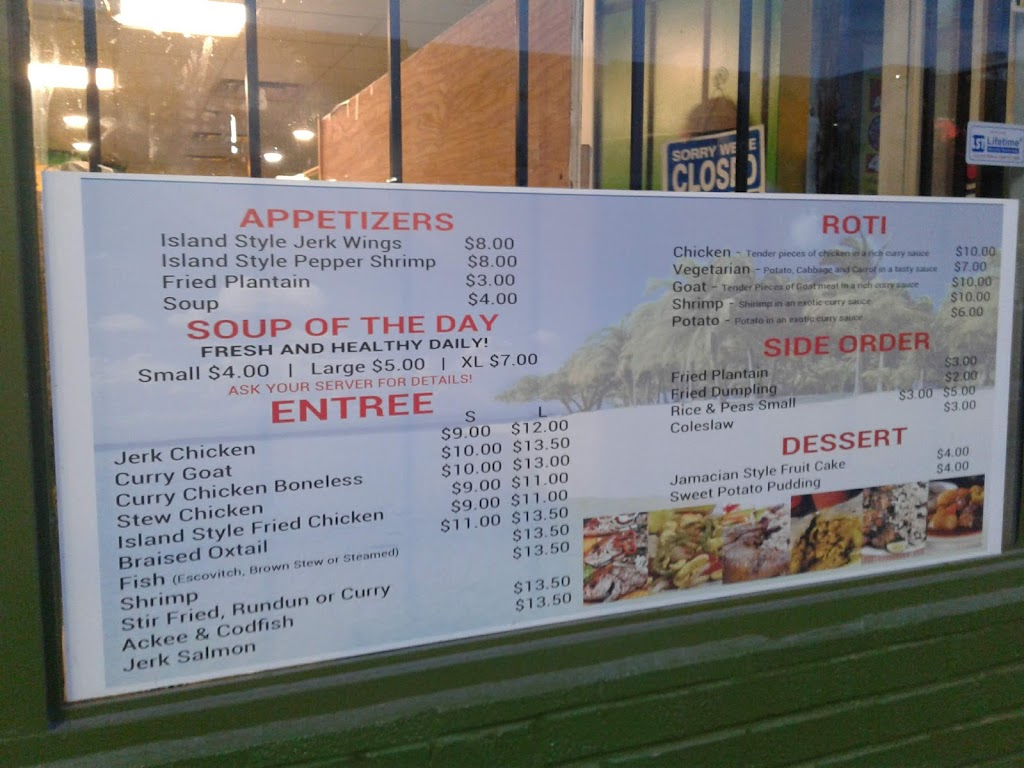 SORRY WE'RE
CLOSED
Lifetime
APPETIZERS
Island Style Jerk Wings $8.00
Island Style Pepper Shrimp $8.00
Fried Plantain $3.00
Soup $4.00
SOUP OF THE DAY
FRESH AND HEALTHY DAILY!
Small $4.00 | Large $5.00 | XL $7.00
ASK YOUR SERVER FOR DETAILS!
ENTREE
S L
Jerk Chicken $9.00 $12.00
Curry Goat $10.00 $13.50
Curry Chicken Boneless $10.00 $13.00
Stew Chicken $9.00 $11.00
Island Style Fried Chicken $9.00 $11.00
Braised Oxtail $11.00 $13.50
Fish (Escovitch, Brown Stew or Steamed) $13.50
Shrimp $13.50
Stir Fried, Rundun or Curry
Ackee & Codfish $13.50
Jerk Salmon $13.50
ROTI
Chicken - Tender pieces of chicken in a rich curry sauce $10.00
Vegetarian - Potato, Cabbage and Carrot in a tasty sauce $7.00
Goat - Tender Pieces of Goat meat in a rich curry sauce $10.00
Shrimp - Shirimp in an exotic curry sauce $10.00
Potato - Potato in an exotic curry sauce $6.00
SIDE ORDER
Fried Plantain $3.00
Fried Dumpling $2.00
Rice & Peas Small $3.00 $5.00
Coleslaw $3.00
DESSERT
Jamacian Style Fruit Cake $4.00
Sweet Potato Pudding $4.00